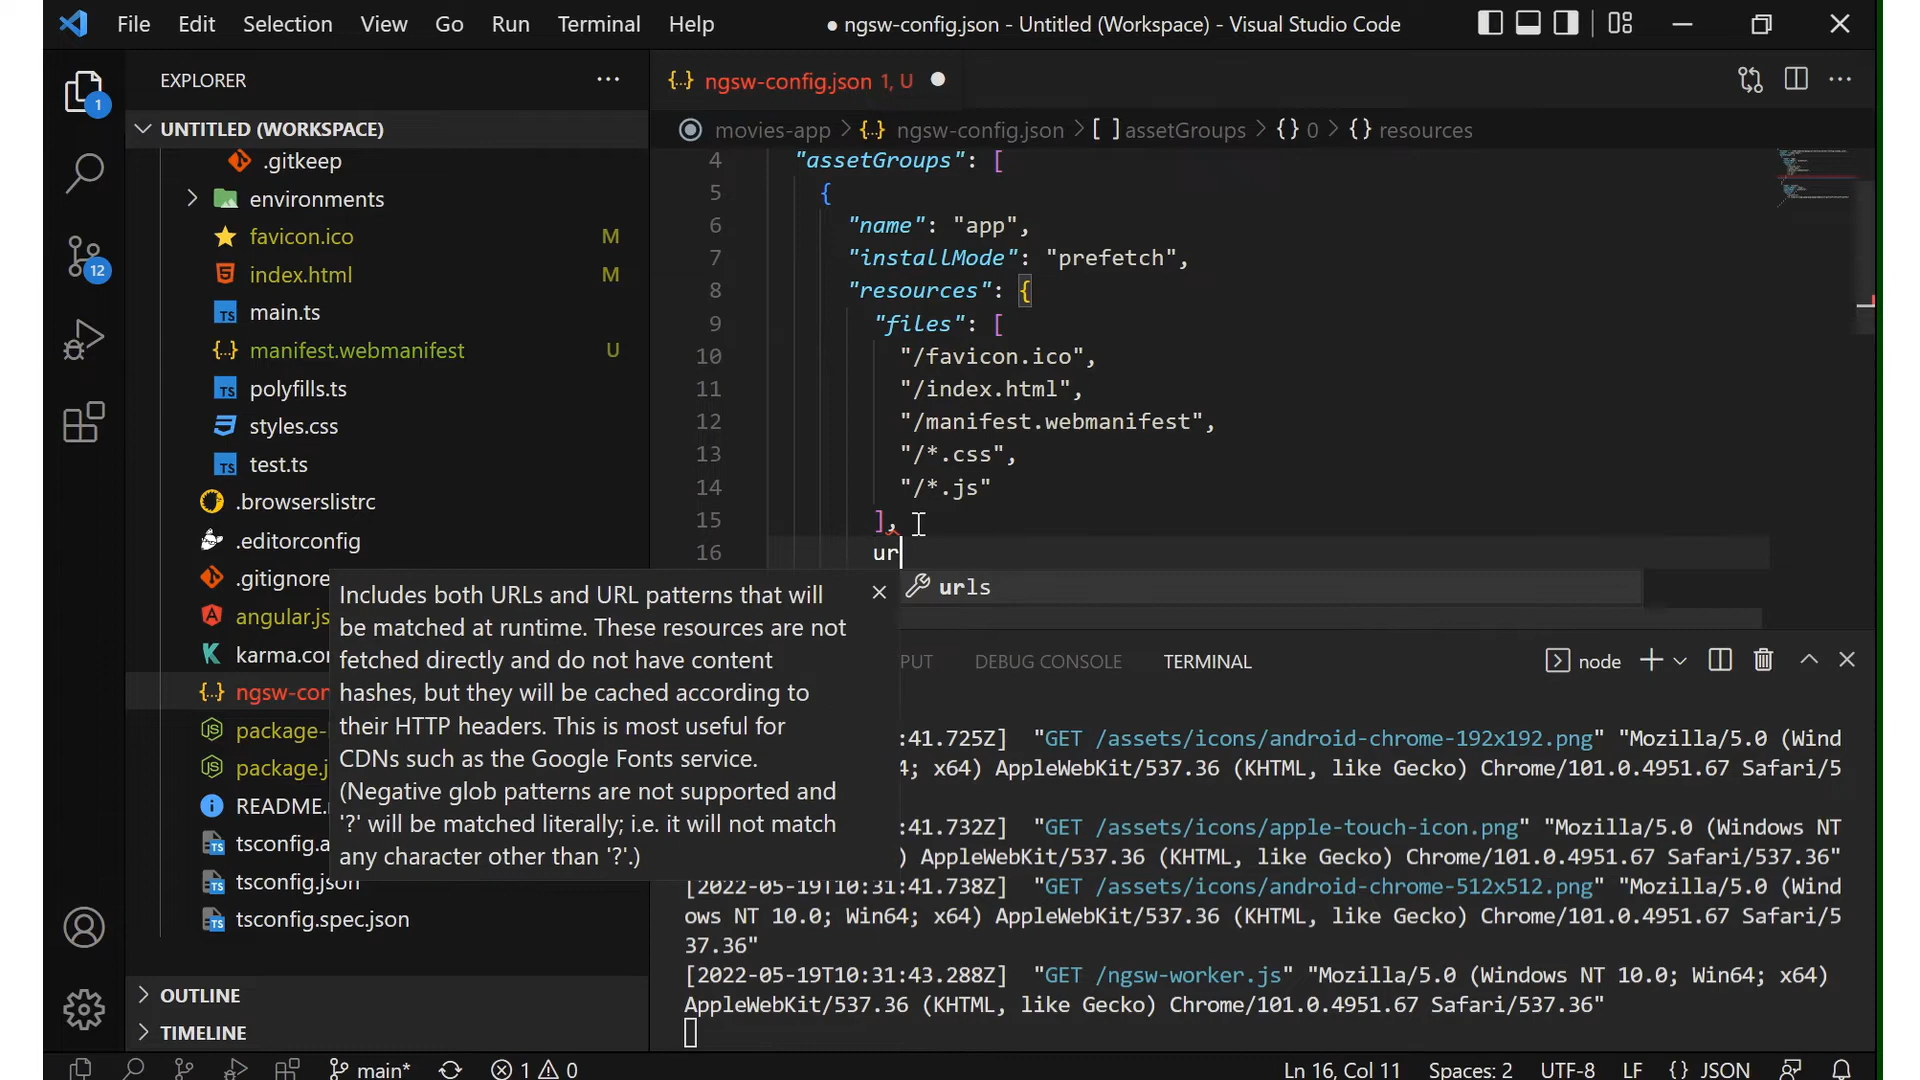 File Edit Selection View Go Run Terminal Help
● ngsw-config.json - Untitled (Workspace) - Visual Studio Code
1
12
EXPLORER
UNTITLED (WORKSPACE)
.gitkeep
environments
favicon.ico M
index.html M
main.ts
manifest.webmanifest U
polyfills.ts
styles.css
test.ts
.browserslistrc
.editorconfig
.gitignore
angular.js
karma.con
ngsw-con
package-
package.j
README.
tsconfig.a
tsconfig.json
tsconfig.spec.json
OUTLINE
TIMELINE
ngsw-config.json 1, U
movies-app > {..} ngsw-config.json > [ ] assetGroups > {} 0 > {} resources
4 "assetGroups": [
5 {
6 "name": "app",
7 "installMode": "prefetch",
8 "resources": {
9 "files": [
10 "/favicon.ico",
11 "/index.html",
12 "/manifest.webmanifest",
13 "/*.css",
14 "/*.js"
15 ],
16 ur
urls
Includes both URLs and URL patterns that will
be matched at runtime. These resources are not
fetched directly and do not have content
hashes, but they will be cached according to
their HTTP headers. This is most useful for
CDNs such as the Google Fonts service.
(Negative glob patterns are not supported and
'?' will be matched literally; i.e. it will not match
any character other than '?'.)
PUT DEBUG CONSOLE TERMINAL
node
:41.725Z] "GET /assets/icons/android-chrome-192x192.png" "Mozilla/5.0 (Wind
4; x64) AppleWebKit/537.36 (KHTML, like Gecko) Chrome/101.0.4951.67 Safari/5
:41.732Z] "GET /assets/icons/apple-touch-icon.png" "Mozilla/5.0 (Windows NT
) AppleWebKit/537.36 (KHTML, like Gecko) Chrome/101.0.4951.67 Safari/537.36"
[2022-05-19T10:31:41.738Z] "GET /assets/icons/android-chrome-512x512.png" "Mozilla/5.0 (Wind
ows NT 10.0; Win64; x64) AppleWebKit/537.36 (KHTML, like Gecko) Chrome/101.0.4951.67 Safari/5
37.36"
[2022-05-19T10:31:43.288Z] "GET /ngsw-worker.js" "Mozilla/5.0 (Windows NT 10.0; Win64; x64)
AppleWebKit/537.36 (KHTML, like Gecko) Chrome/101.0.4951.67 Safari/537.36"
main* 1 0 Ln 16, Col 11 Spaces: 2 UTF-8 LF {} JSON